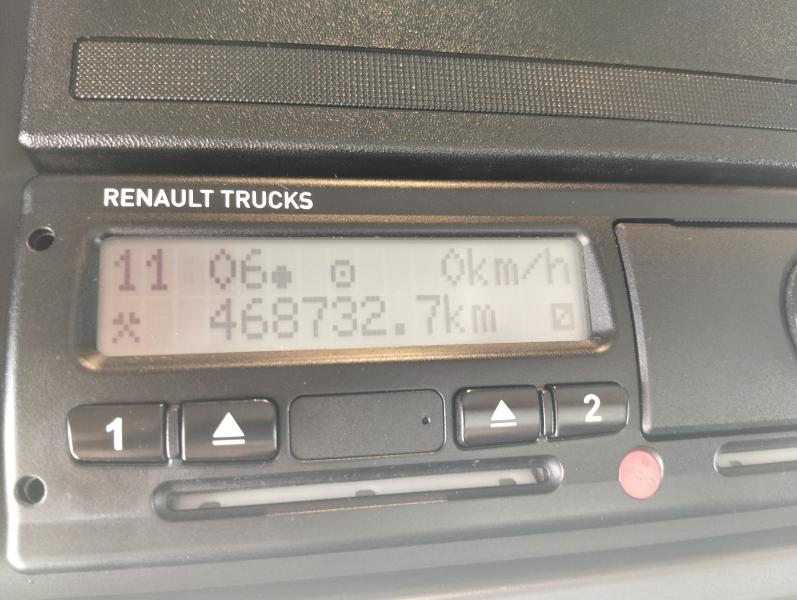 RENAULT TRUCKS
11:06 0km/h
468732.7km
1 2